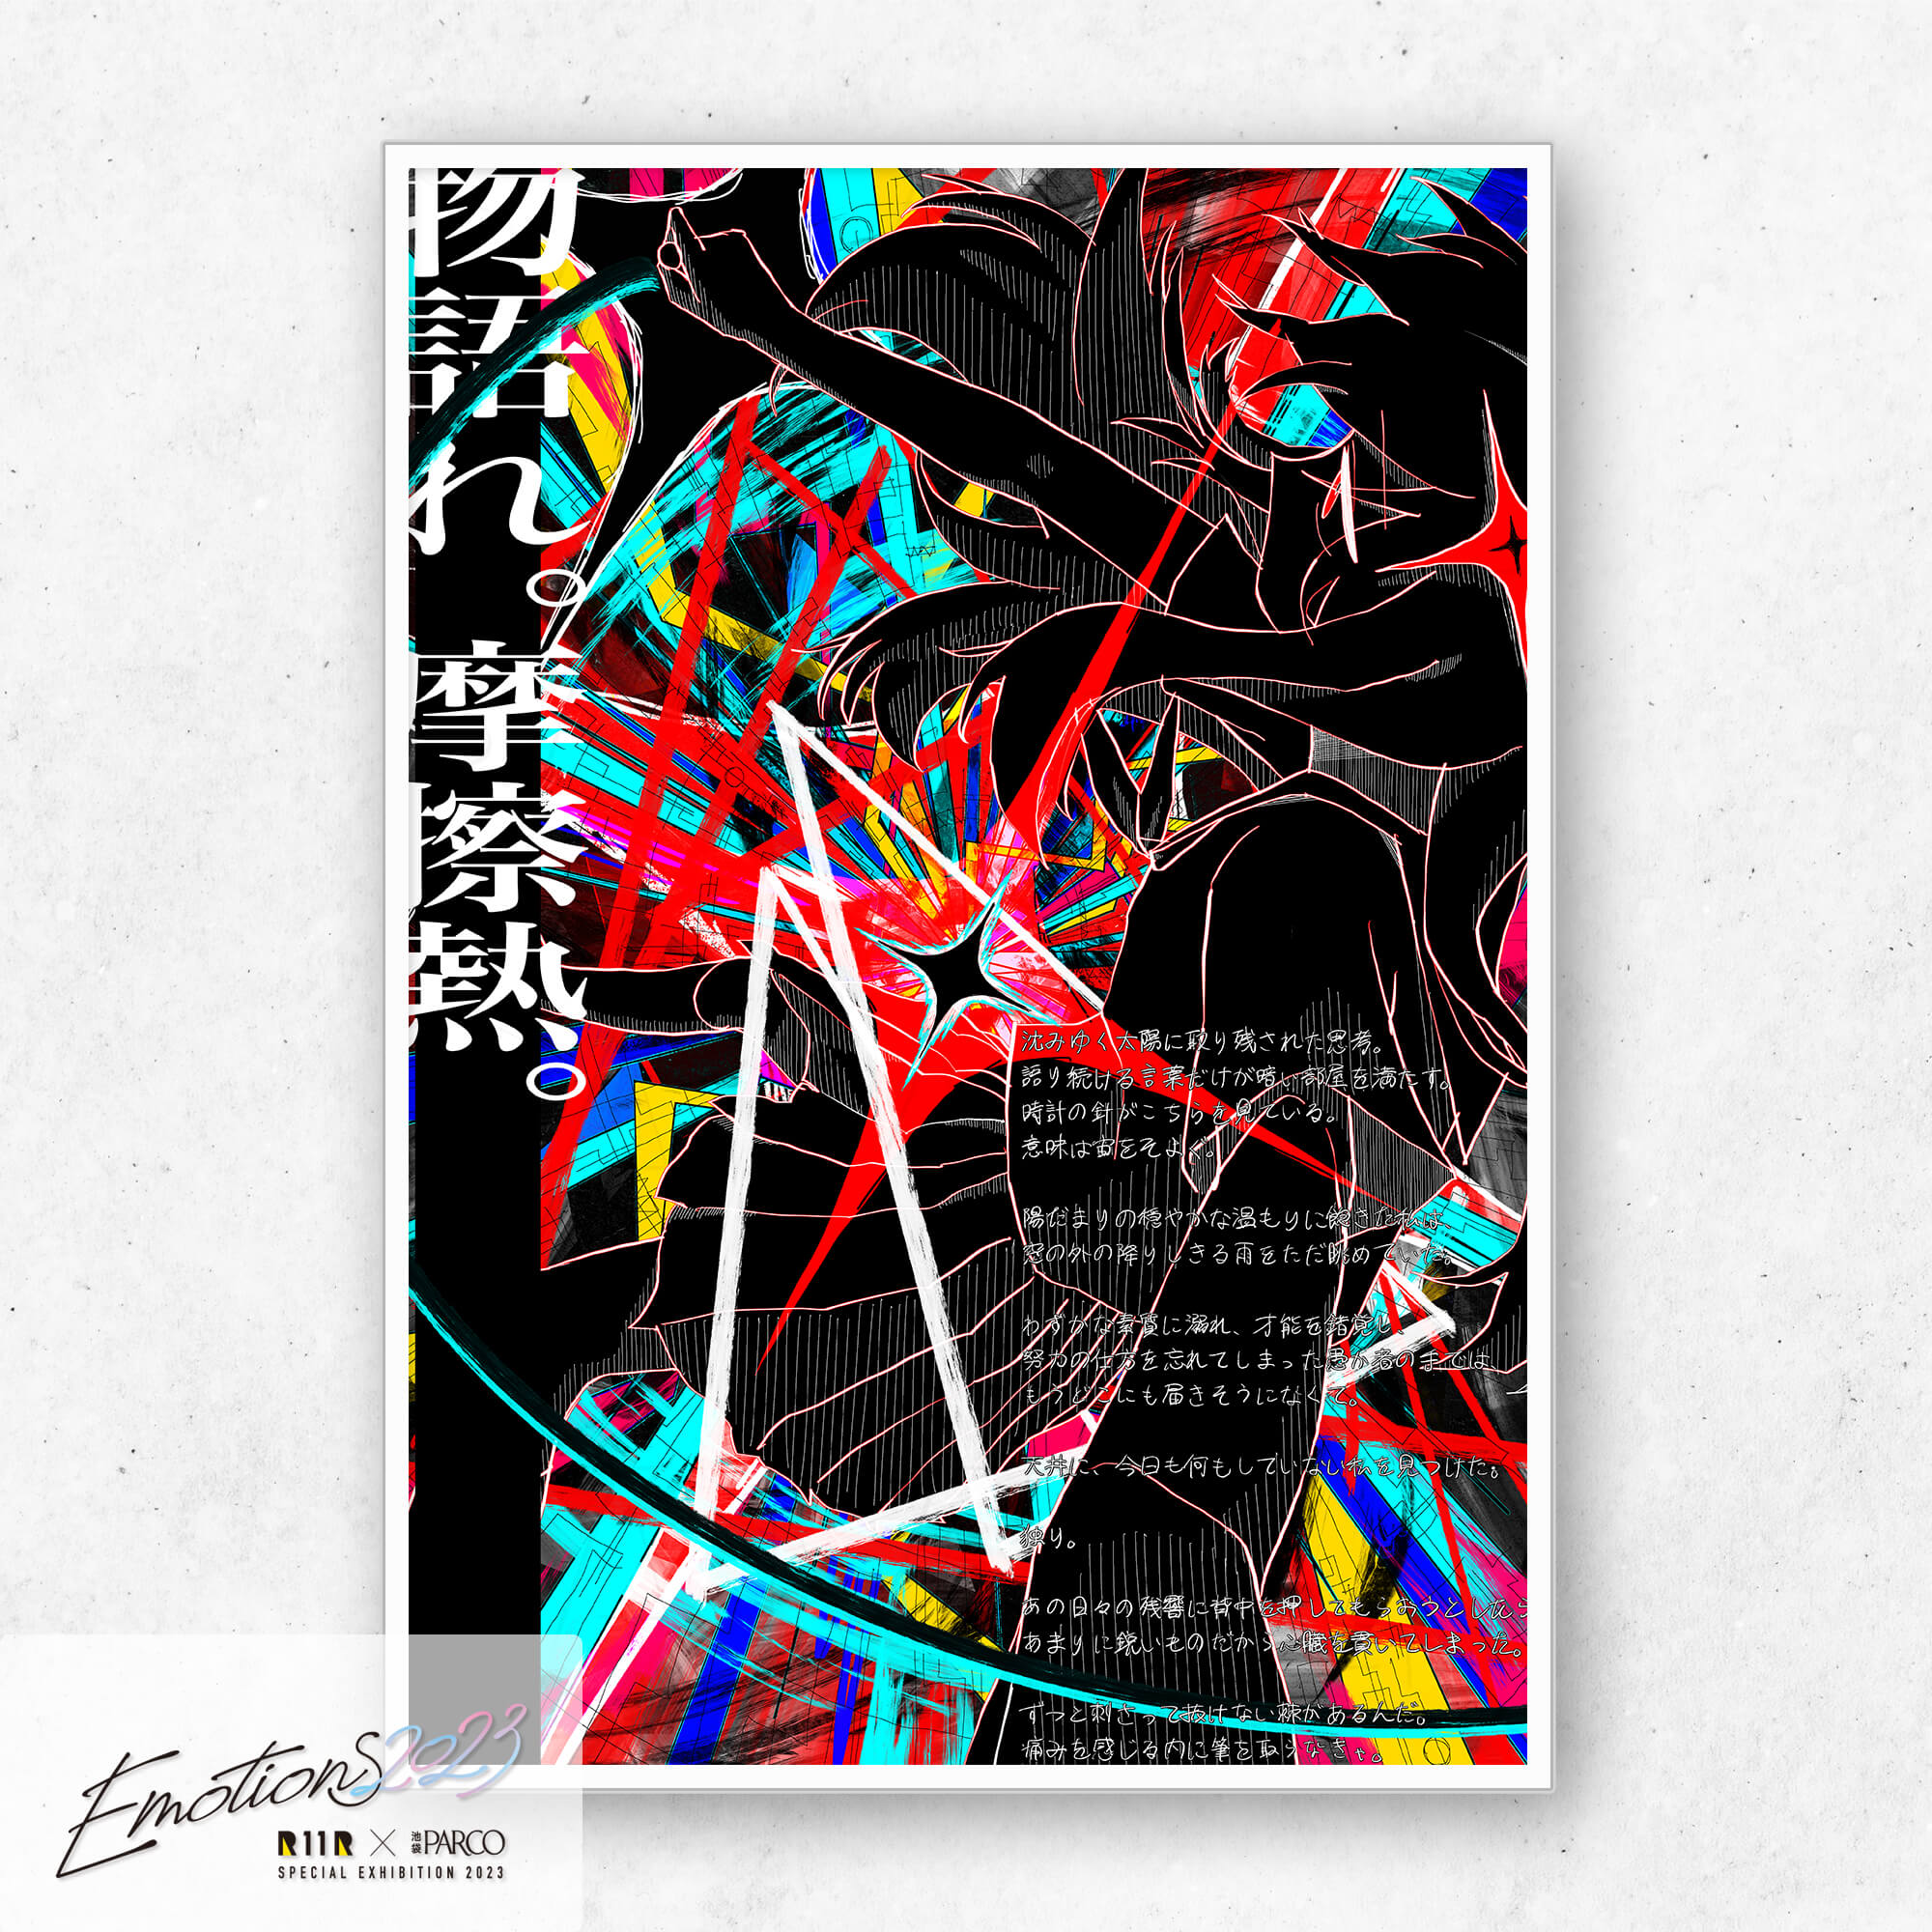 物語れ。摩擦熱。
沈みゆく太陽に取り残された思考。
語り続ける言葉だけが暗い部屋を満たす。
時計の針がこちらを見ている。
意味は宙をそよぐ。
陽だまりの穏やかな温もりに飽きた私は、
窓の外の降りしきる雨をただ眺めていた。
わずかな素質に溺れ、才能を錯覚し、
努力の仕方を忘れてしまった愚か者のままでは
もうどこにも届きそうになくて。
天井に、今日も何もしていない私を見つけた。
独り。
あの日々の残響に背中を押してもらおうとしたら
あまりに鋭いものだから心臓を貫いてしまった。
ずっと刺さって抜けない棘があるんだ。
痛みを感じる内に筆を取らなきゃ。
Emotions2023
R11R × 池袋PARCO
SPECIAL EXHIBITION 2023